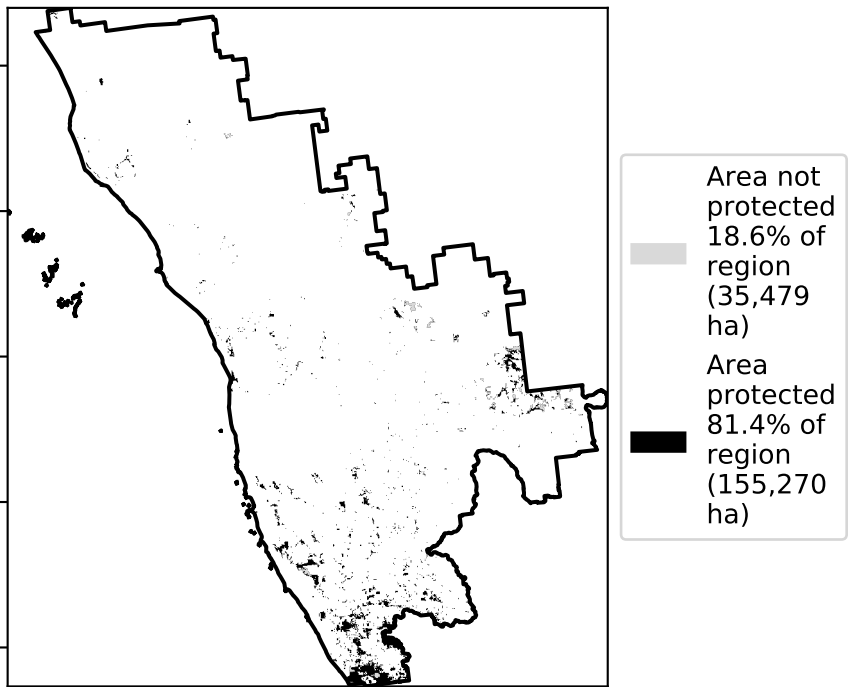 Area not
protected
18.6% of
region
(35,479
ha)
Area
protected
81.4% of
region
(155,270
ha)